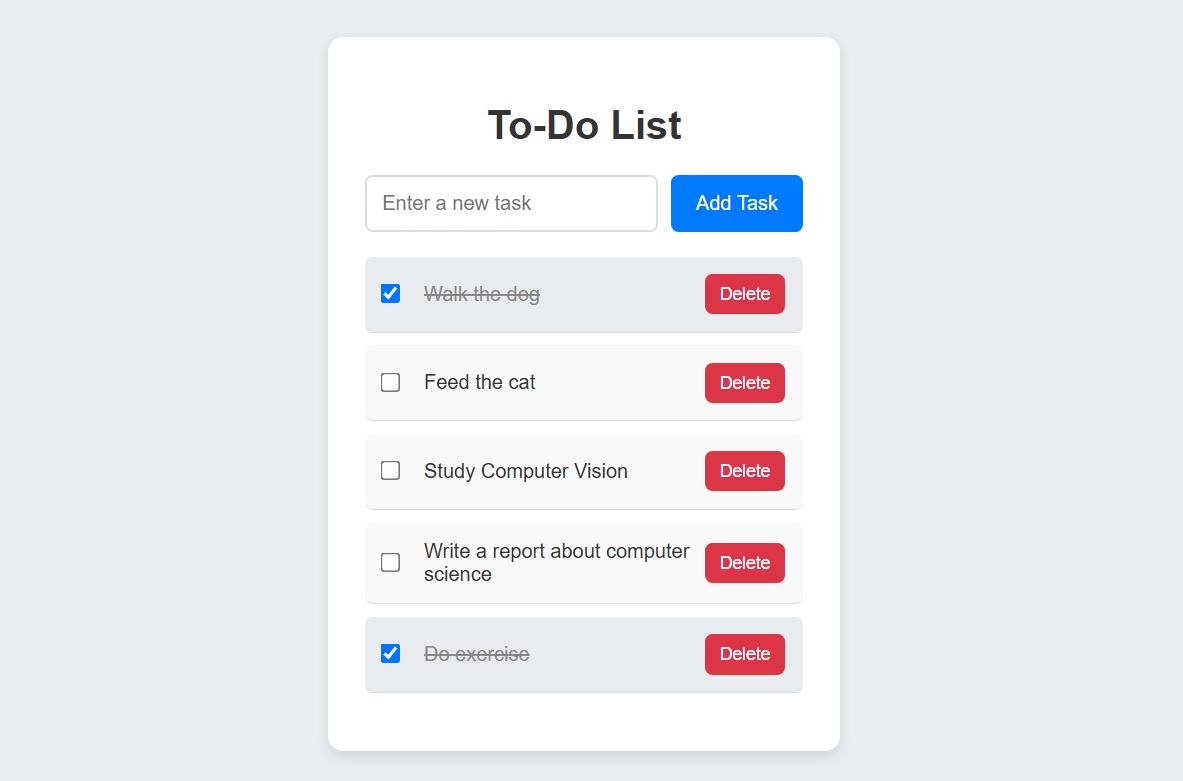 To-Do List
Enter a new task
Add Task
Walk the dog
Delete
Feed the cat
Delete
Study Computer Vision
Delete
Write a report about computer
science
Delete
Do exercise
Delete